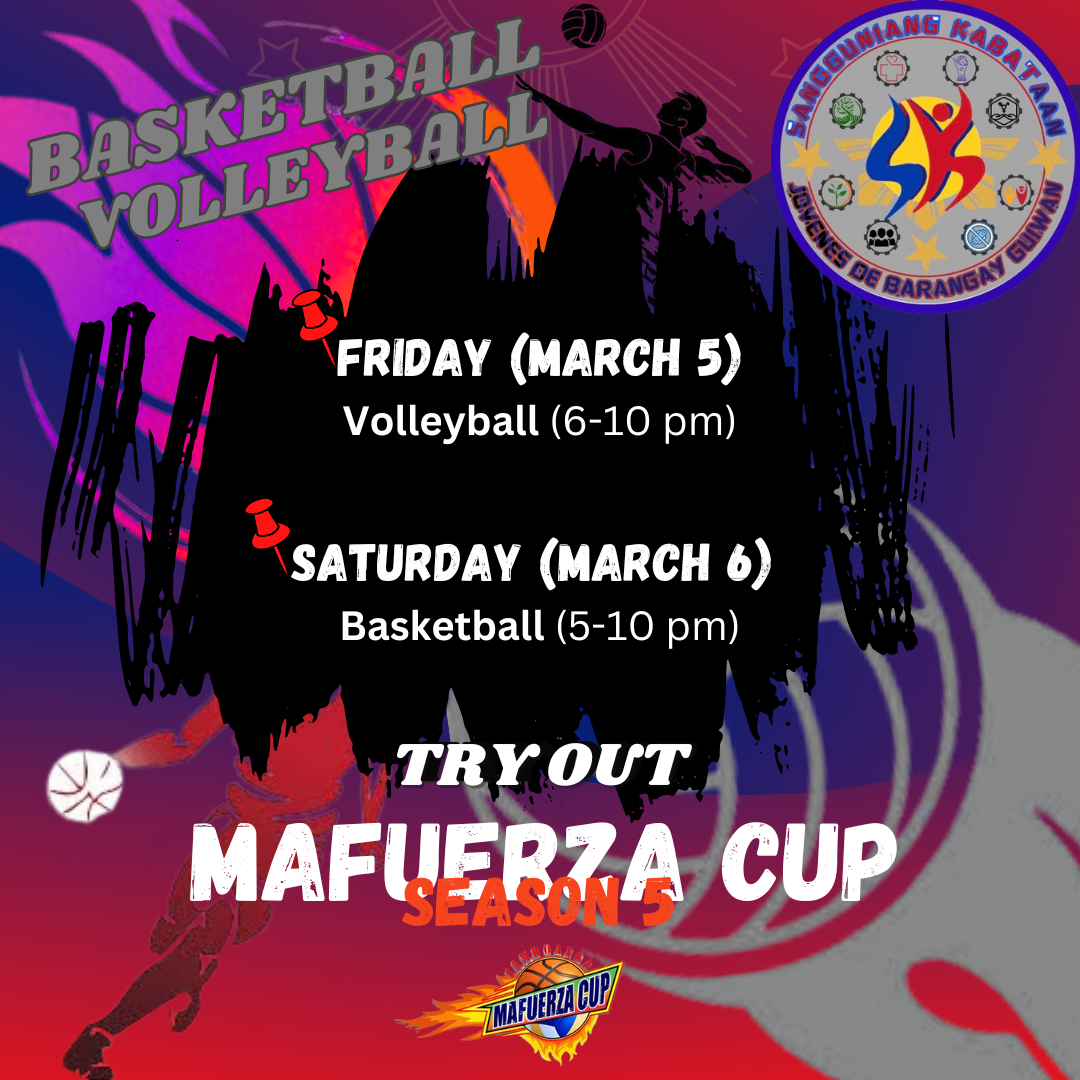 BASKETBALL
VOLLEYBALL
SANGGUNIANG KABATAAN
SK
JOVENES DE BARANGAY GUIWAN
FRIDAY (MARCH 5)
Volleyball (6-10 pm)
SATURDAY (MARCH 6)
Basketball (5-10 pm)
TRY OUT
MAFUERZA CUP
SEASON 5
MAFUERZA CUP